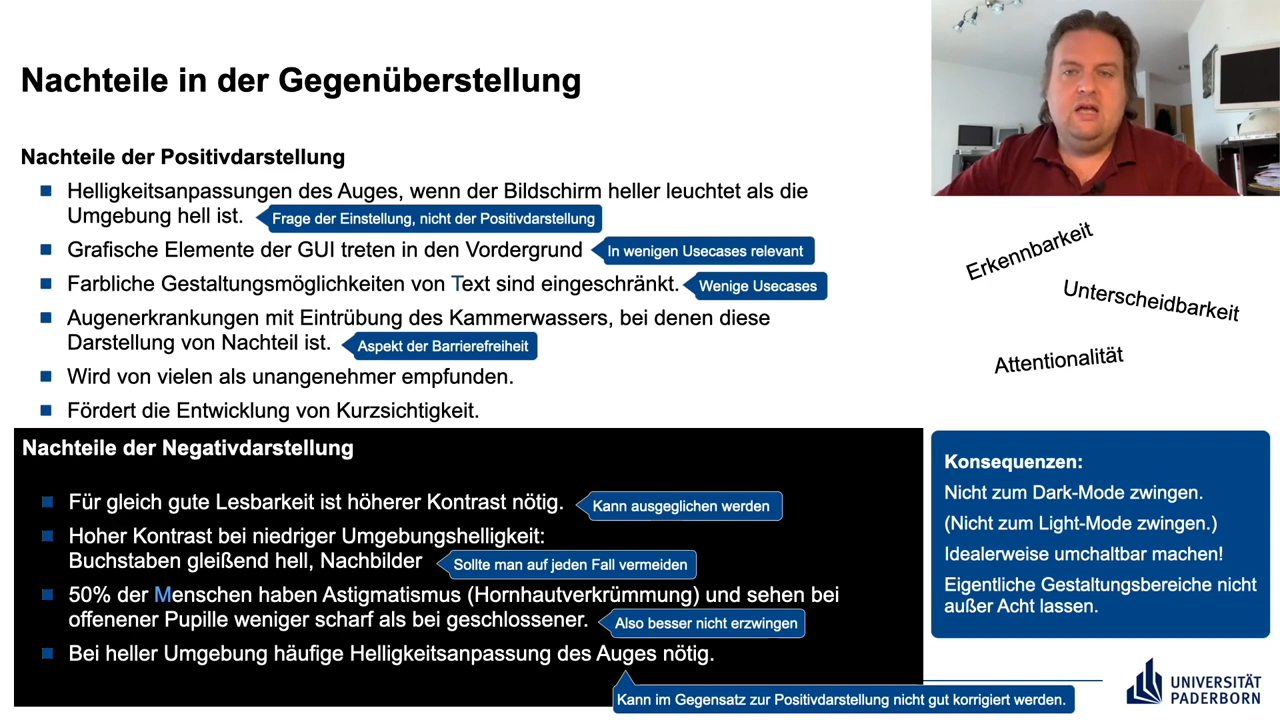 Nachteile in der Gegenüberstellung
Nachteile der Positivdarstellung
Helligkeitsanpassungen des Auges, wenn der Bildschirm heller leuchtet als die
Umgebung hell ist.
Frage der Einstellung, nicht der Positivdarstellung
Grafische Elemente der GUI treten in den Vordergrund
In wenigen Usecases relevant
Farbliche Gestaltungsmöglichkeiten von Text sind eingeschränkt.
Wenige Usecases
Augenerkrankungen mit Eintrübung des Kammerwassers, bei denen diese
Darstellung von Nachteil ist.
Aspekt der Barrierefreiheit
Wird von vielen als unangenehmer empfunden.
Fördert die Entwicklung von Kurzsichtigkeit.
Nachteile der Negativdarstellung
Für gleich gute Lesbarkeit ist höherer Kontrast nötig.
Kann ausgeglichen werden
Hoher Kontrast bei niedriger Umgebungshelligkeit:
Buchstaben gleißend hell, Nachbilder
Sollte man auf jeden Fall vermeiden
50% der Menschen haben Astigmatismus (Hornhautverkrümmung) und sehen bei
offenener Pupille weniger scharf als bei geschlossener.
Also besser nicht erzwingen
Bei heller Umgebung häufige Helligkeitsanpassung des Auges nötig.
Kann im Gegensatz zur Positivdarstellung nicht gut korrigiert werden.
Erkennbarkeit
Unterscheidbarkeit
Attentionalität
Konsequenzen:
Nicht zum Dark-Mode zwingen.
(Nicht zum Light-Mode zwingen.)
Idealerweise umchaltbar machen!
Eigentliche Gestaltungsbereiche nicht
außer Acht lassen.
UNIVERSITÄT
PADERBORN